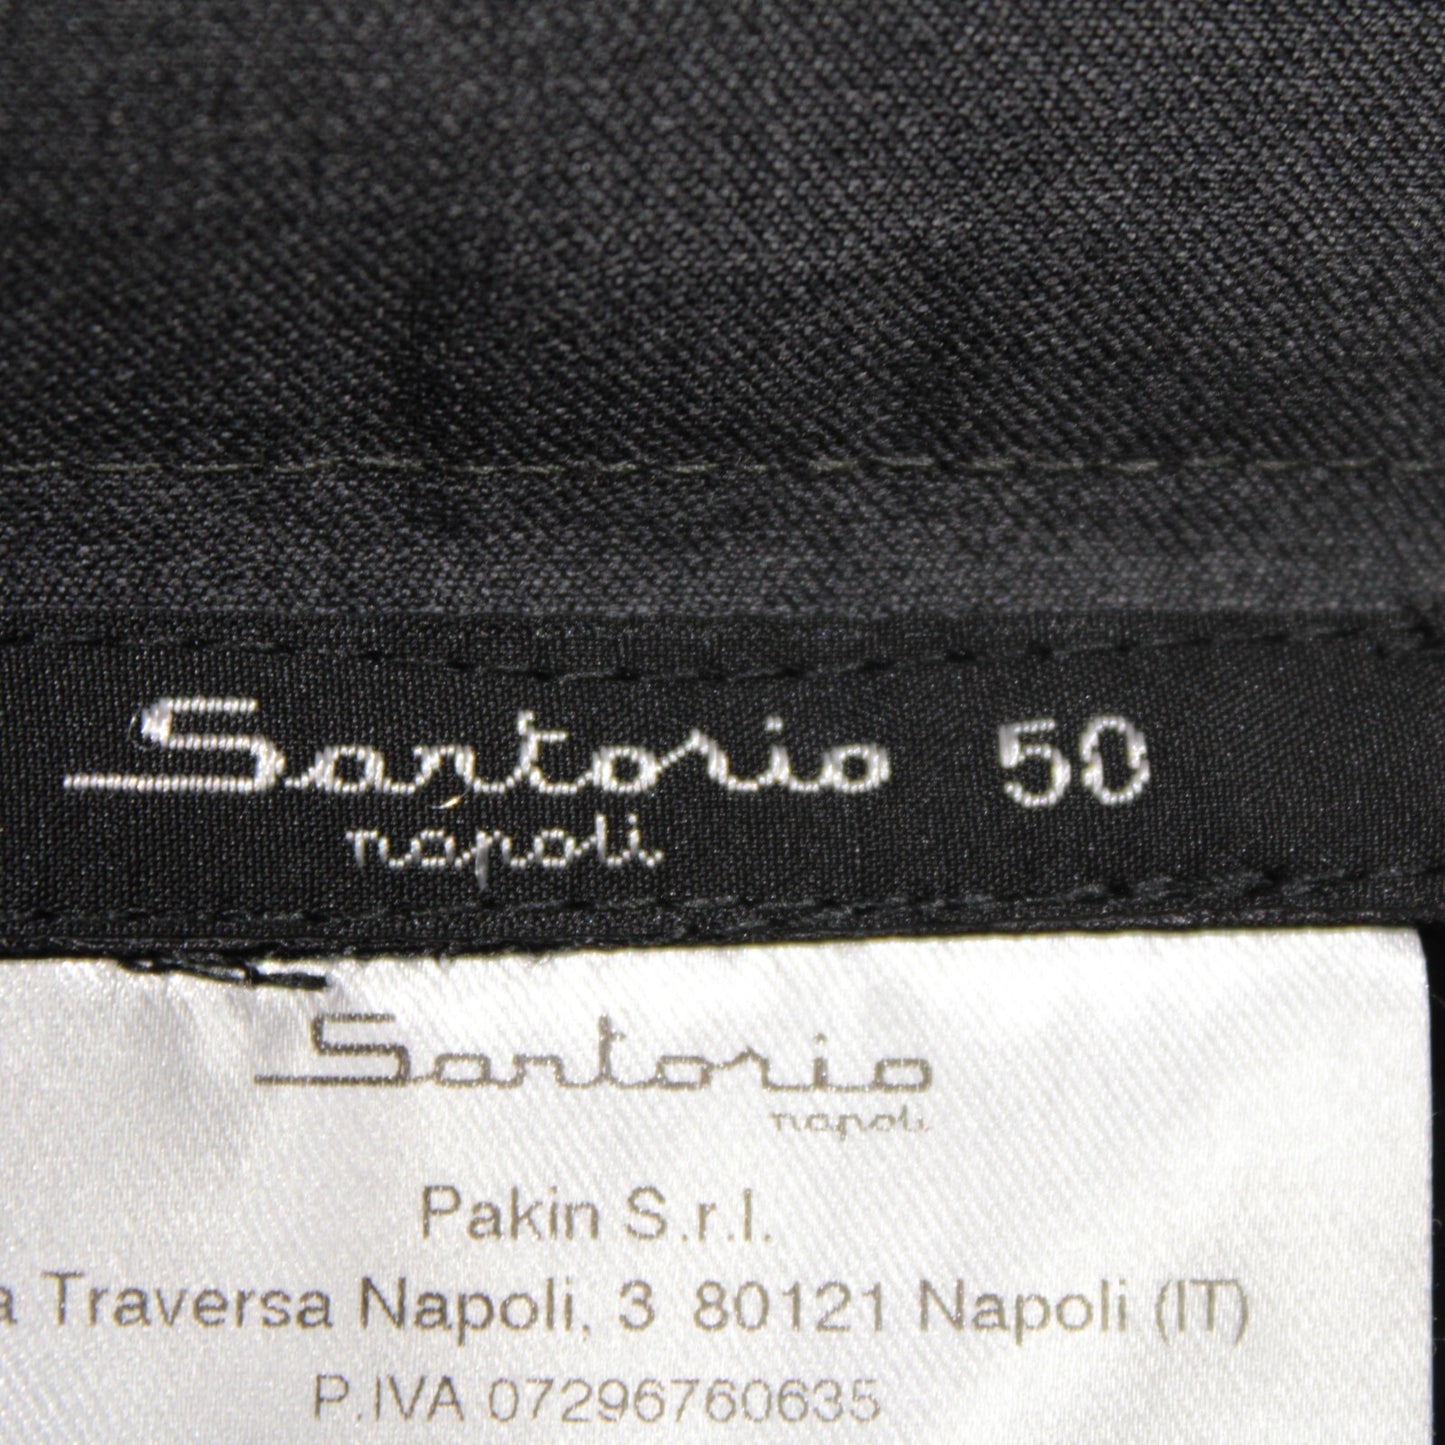 Sartorio 50
napoli
Sartorio
napoli
Pakin S.r.l.
a Traversa Napoli, 3 80121 Napoli (IT)
P.IVA 07296760635